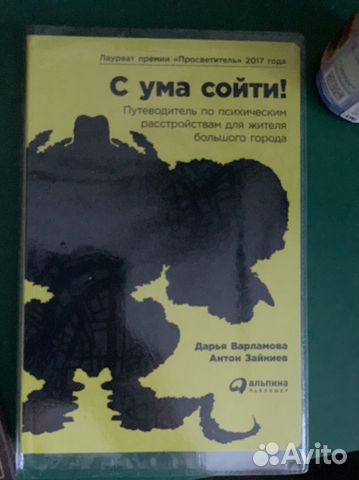 Лауреат премии «Просветитель» 2017 года
С ума сойти!
Путеводитель по психическим
расстройствам для жителя
большого города
Дарья Варламова
Антон Зайниев
альпина
паблишер
Avito